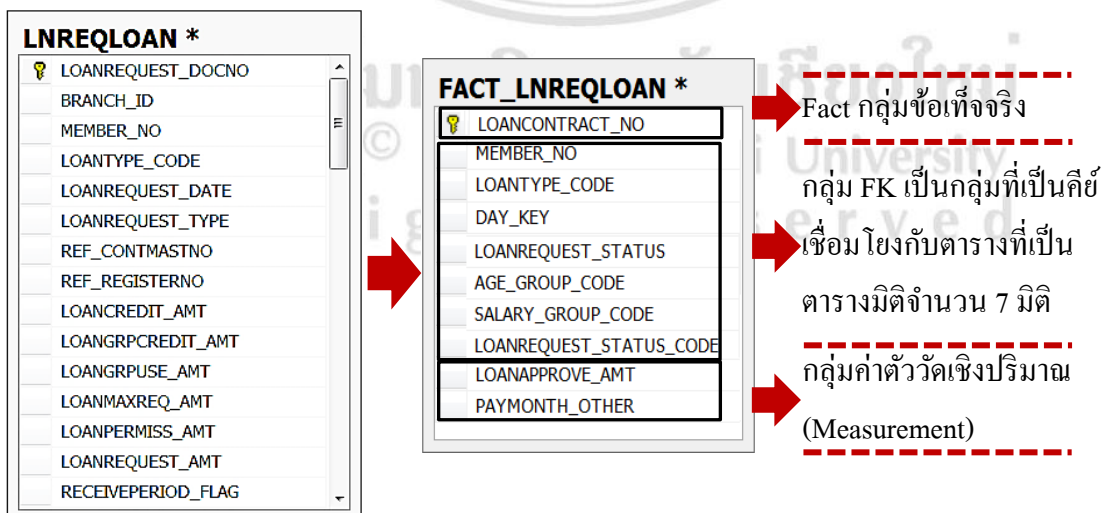 LNREQLOAN *
LOANREQUEST_DOCNO
BRANCH_ID
MEMBER_NO
LOANTYPE_CODE
LOANREQUEST_DATE
LOANREQUEST_TYPE
REF_CONTMASTNO
REF_REGISTERNO
LOANCREDIT_AMT
LOANGRPCREDIT_AMT
LOANGRPUSE_AMT
LOANMAXREQ_AMT
LOANPERMISS_AMT
LOANREQUEST_AMT
RECEIVEPERIOD_FLAG
FACT_LNREQLOAN *
LOANCONTRACT_NO
MEMBER_NO
LOANTYPE_CODE
DAY_KEY
LOANREQUEST_STATUS
AGE_GROUP_CODE
SALARY_GROUP_CODE
LOANREQUEST_STATUS_CODE
LOANAPPROVE_AMT
PAYMONTH_OTHER
Fact กลุ่มข้อเท็จจริง
กลุ่ม FK เป็นกลุ่มที่เป็นคีย์
เชื่อมโยงกับตารางที่เป็น
ตารางมิติจำนวน 7 มิติ
กลุ่มค่าตัววัดเชิงปริมาณ
(Measurement)
©
University